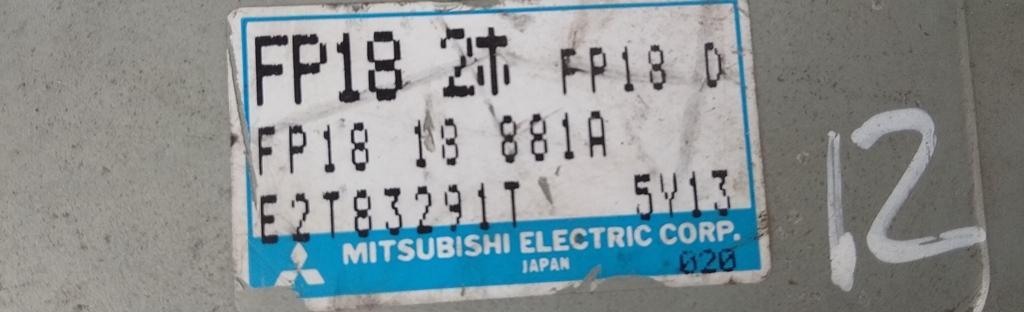 FP18 2ホ FP18 D
FP18 18 881A
E2T83291T 5Y13
MITSUBISHI ELECTRIC CORP.
JAPAN 020
12